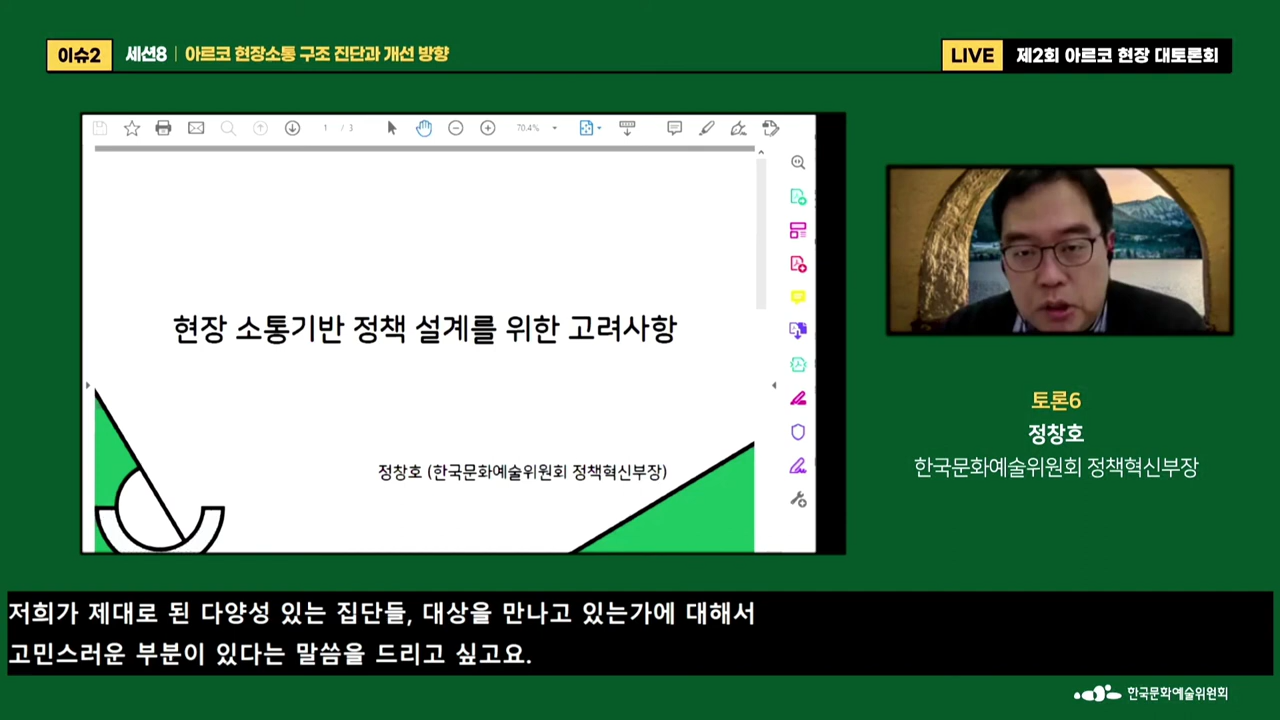 이슈2
세션8 | 아르코 현장소통 구조 진단과 개선 방향
LIVE
제2회 아르코 현장 대토론회
1 / 3
70.4%
현장 소통기반 정책 설계를 위한 고려사항
정창호 (한국문화예술위원회 정책혁신부장)
토론6
정창호
한국문화예술위원회 정책혁신부장
저희가 제대로 된 다양성 있는 집단들, 대상을 만나고 있는가에 대해서
고민스러운 부분이 있다는 말씀을 드리고 싶고요.
한국문화예술위원회